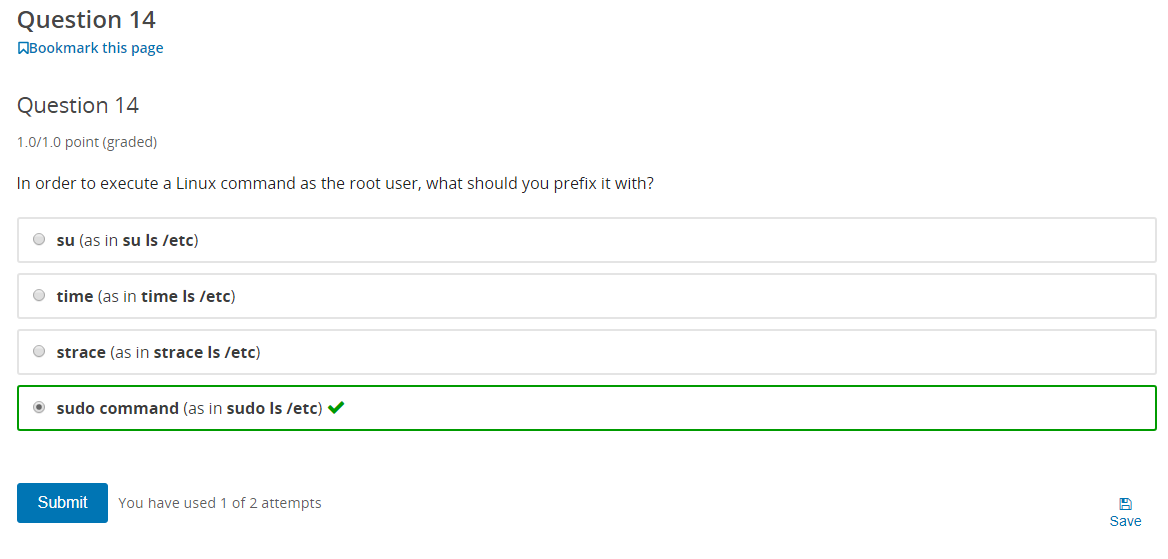 Question 14
Bookmark this page
Question 14
1.0/1.0 point (graded)
In order to execute a Linux command as the root user, what should you prefix it with?
su (as in su ls /etc)
time (as in time ls /etc)
strace (as in strace ls /etc)
sudo command (as in sudo ls /etc)
Submit You have used 1 of 2 attempts
Save